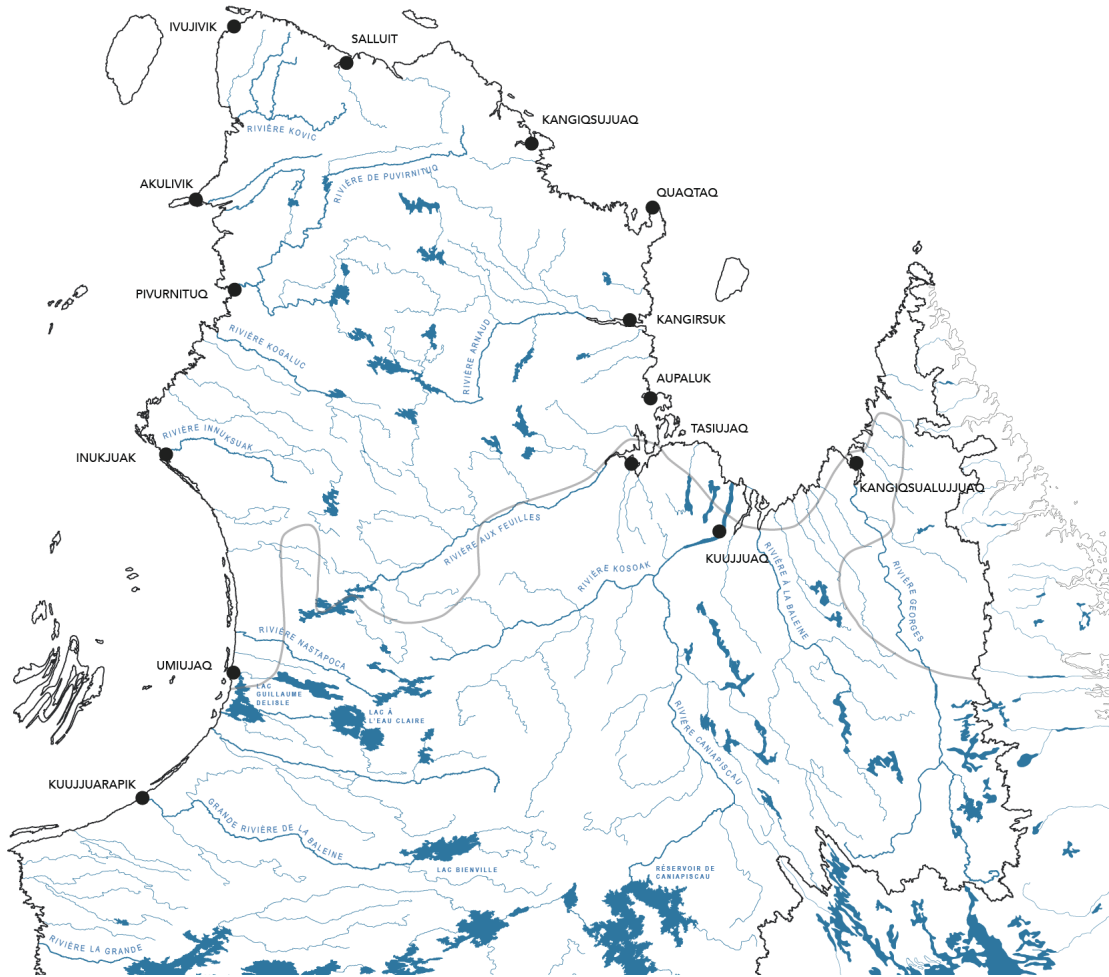 IVUJIVIK
SALLUIT
KANGIQSUJUAQ
RIVIÈRE KOVIC
AKULIVIK
RIVIÈRE DE PUVIRNITUQ
QUAQTAQ
PIVURNITUQ
KANGIRSUK
RIVIÈRE KOGALUC
RIVIÈRE ARNAUD
AUPALUK
TASIUJAQ
RIVIÈRE INNUKSUAK
INUKJUAK
KANGIQSUALUJJUAQ
RIVIÈRE AUX FEUILLES
KUUJJUAQ
RIVIÈRE KOSOAK
RIVIÈRE À LA BALEINE
RIVIÈRE GEORGES
RIVIÈRE NASTAPOCA
UMIUJAQ
LAC
GUILLAUME
DELISLE
LAC À
L'EAU CLAIRE
RIVIÈRE CANIAPISCAU
KUUJJUARAPIK
GRANDE RIVIÈRE DE LA BALEINE
LAC BIENVILLE
RÉSERVOIR DE
CANIAPISCAU
RIVIÈRE LA GRANDE